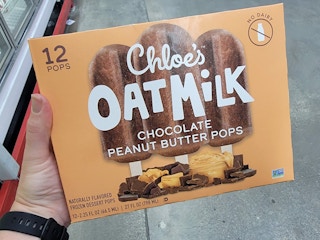 12
POPS
NO DAIRY
Chloe's
OATMiLK
CHOCOLATE
PEANUT BUTTER POPS
NATURALLY FLAVORED
FROZEN DESSERT POPS